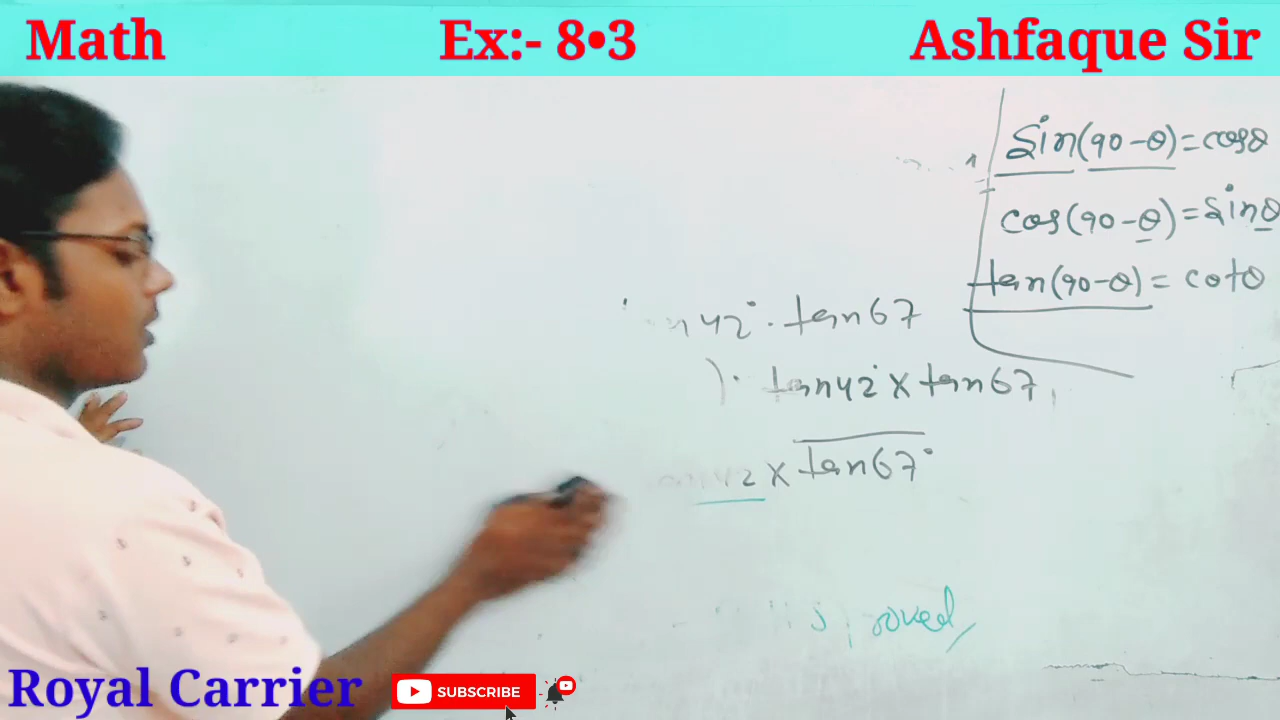 Math Ex:- 8•3 Ashfaque Sir
Sin(90-θ)=cosθ
cos(90-θ)=sinθ
tan(90-θ)= cotθ
42°. tan67
). tan42° x tan67
x tan67°
Royal Carrier SUBSCRIBE